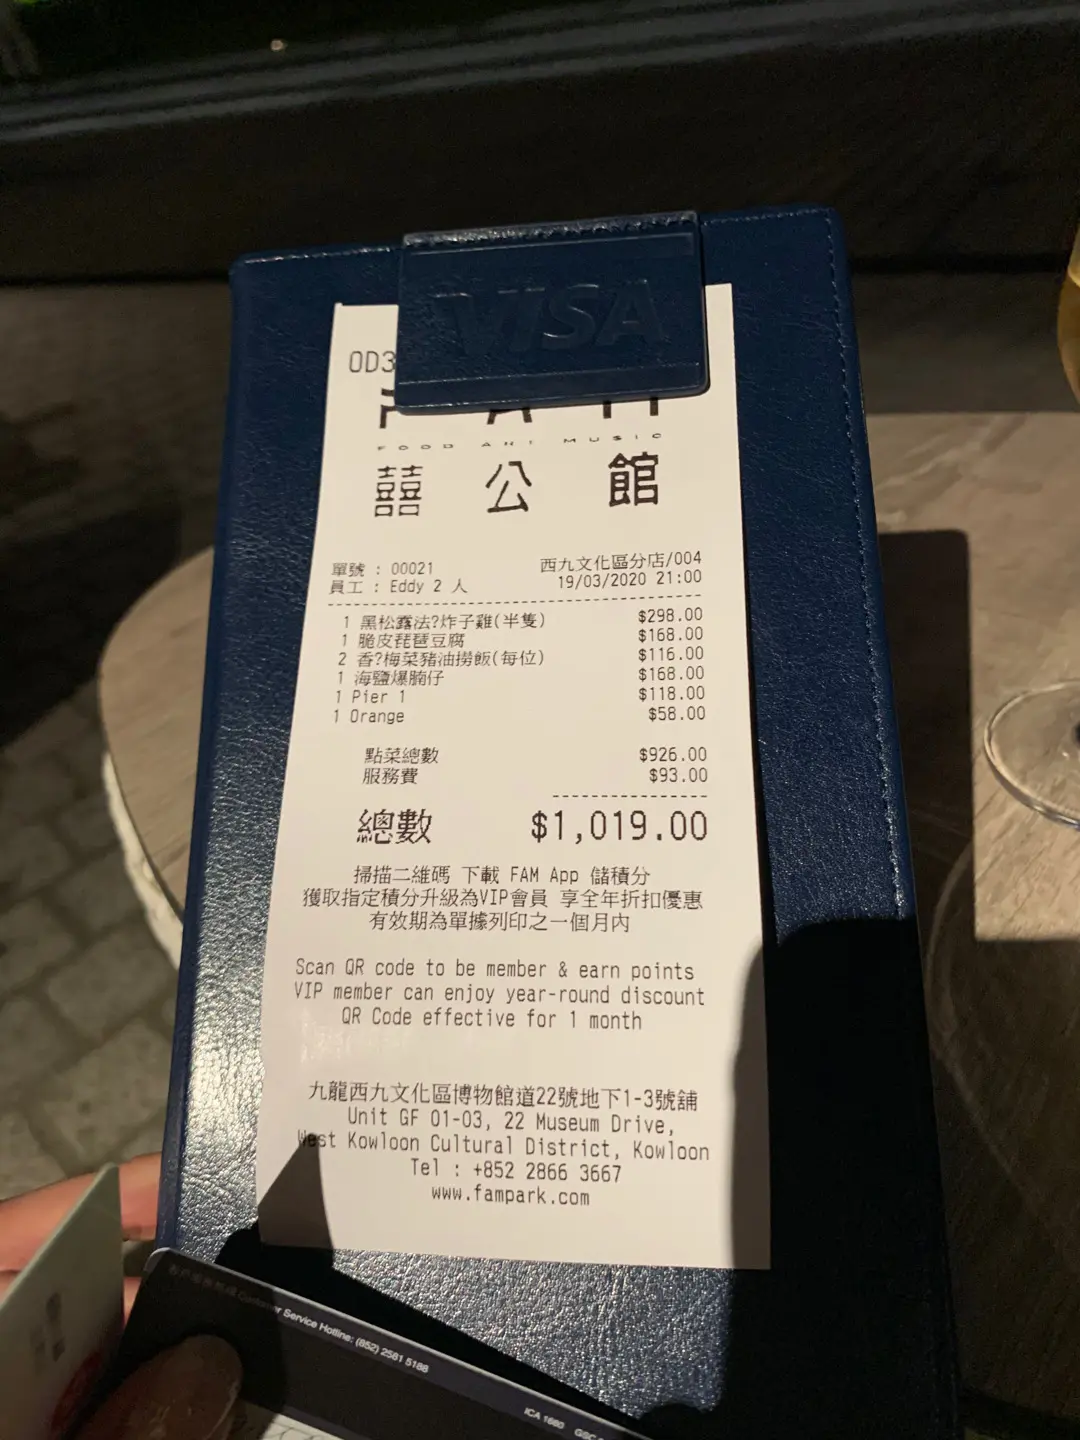 VISA
OD3
FAM
FOOD ART MUSIC
囍公館
單號 : 00021 西九文化區分店/004
員工 : Eddy 2 人 19/03/2020 21:00
1 黑松露法?炸子雞(半隻) $298.00
1 脆皮琵琶豆腐 $168.00
2 香?梅菜豬油撈飯(每位) $116.00
1 海鹽爆腩仔 $168.00
1 Pier 1 $118.00
1 Orange $58.00
點菜總數 $926.00
服務費 $93.00
總數 $1,019.00
掃描二維碼 下載 FAM App 儲積分
獲取指定積分升級為VIP會員 享全年折扣優惠
有效期為單據列印之一個月內
Scan QR code to be member & earn points
VIP member can enjoy year-round discount
QR Code effective for 1 month
九龍西九文化區博物館道22號地下1-3號舖
Unit GF 01-03, 22 Museum Drive,
West Kowloon Cultural District, Kowloon
Tel : +852 2866 3667
www.fampark.com
Customer Service Hotline: (852) 2581 5188
ICA 1660 GSC